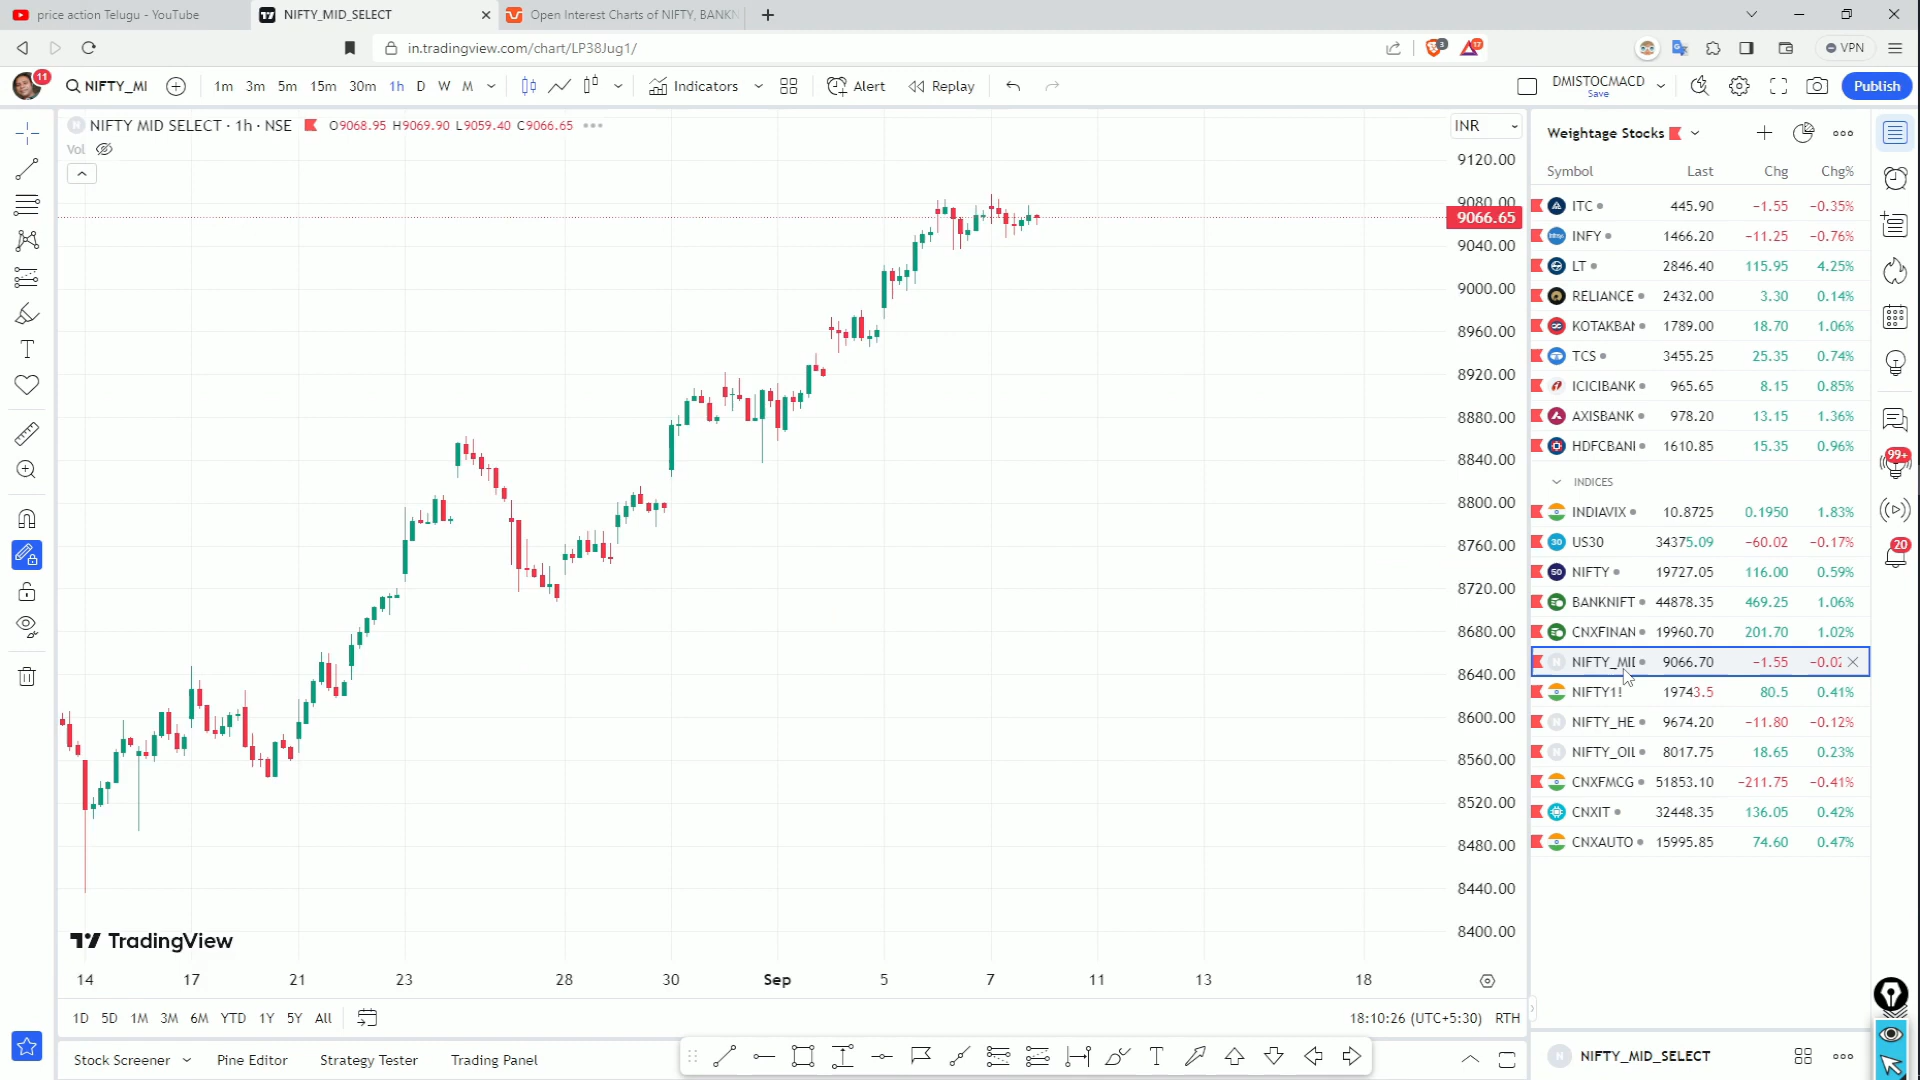 price action Telugu - YouTube
NIFTY_MID_SELECT
Open Interest Charts of NIFTY, BANKN
in.tradingview.com/chart/LP38Jug1/
3
17
VPN
11
NIFTY_MI
1m 3m 5m 15m 30m 1h D W M
Indicators
Alert
Replay
DMISTOCMACD
Save
Publish
NIFTY MID SELECT · 1h · NSE
O9068.95 H9069.90 L9059.40 C9066.65
Vol
INR
9120.00
9080.00
9066.65
9040.00
9000.00
8960.00
8920.00
8880.00
8840.00
8800.00
8760.00
8720.00
8680.00
8640.00
8600.00
8560.00
8520.00
8480.00
8440.00
8400.00
TradingView
14 17 21 23 28 30 Sep 5 7 11 13 18
1D 5D 1M 3M 6M YTD 1Y 5Y All
18:10:26 (UTC+5:30) RTH
Stock Screener
Pine Editor
Strategy Tester
Trading Panel
Weightage Stocks
Symbol Last Chg Chg%
ITC 445.90 −1.55 −0.35%
INFY 1466.20 −11.25 −0.76%
LT 2846.40 115.95 4.25%
RELIANCE 2432.00 3.30 0.14%
KOTAKBAN 1789.00 18.70 1.06%
TCS 3455.25 25.35 0.74%
ICICIBANK 965.65 8.15 0.85%
AXISBANK 978.20 13.15 1.36%
HDFCBANI 1610.85 15.35 0.96%
INDICES
INDIAVIX 10.8725 0.1950 1.83%
30 US30 34375.09 −60.02 −0.17%
50 NIFTY 19727.05 116.00 0.59%
BANKNIFT 44878.35 469.25 1.06%
CNXFINAN 19960.70 201.70 1.02%
NIFTY_MID 9066.70 −1.55 −0.02
NIFTY1! 19743.5 80.5 0.41%
NIFTY_HE 9674.20 −11.80 −0.12%
NIFTY_OIL 8017.75 18.65 0.23%
CNXFMCG 51853.10 −211.75 −0.41%
CNXIT 32448.35 136.05 0.42%
CNXAUTO 15995.85 74.60 0.47%
NIFTY_MID_SELECT
99+
20